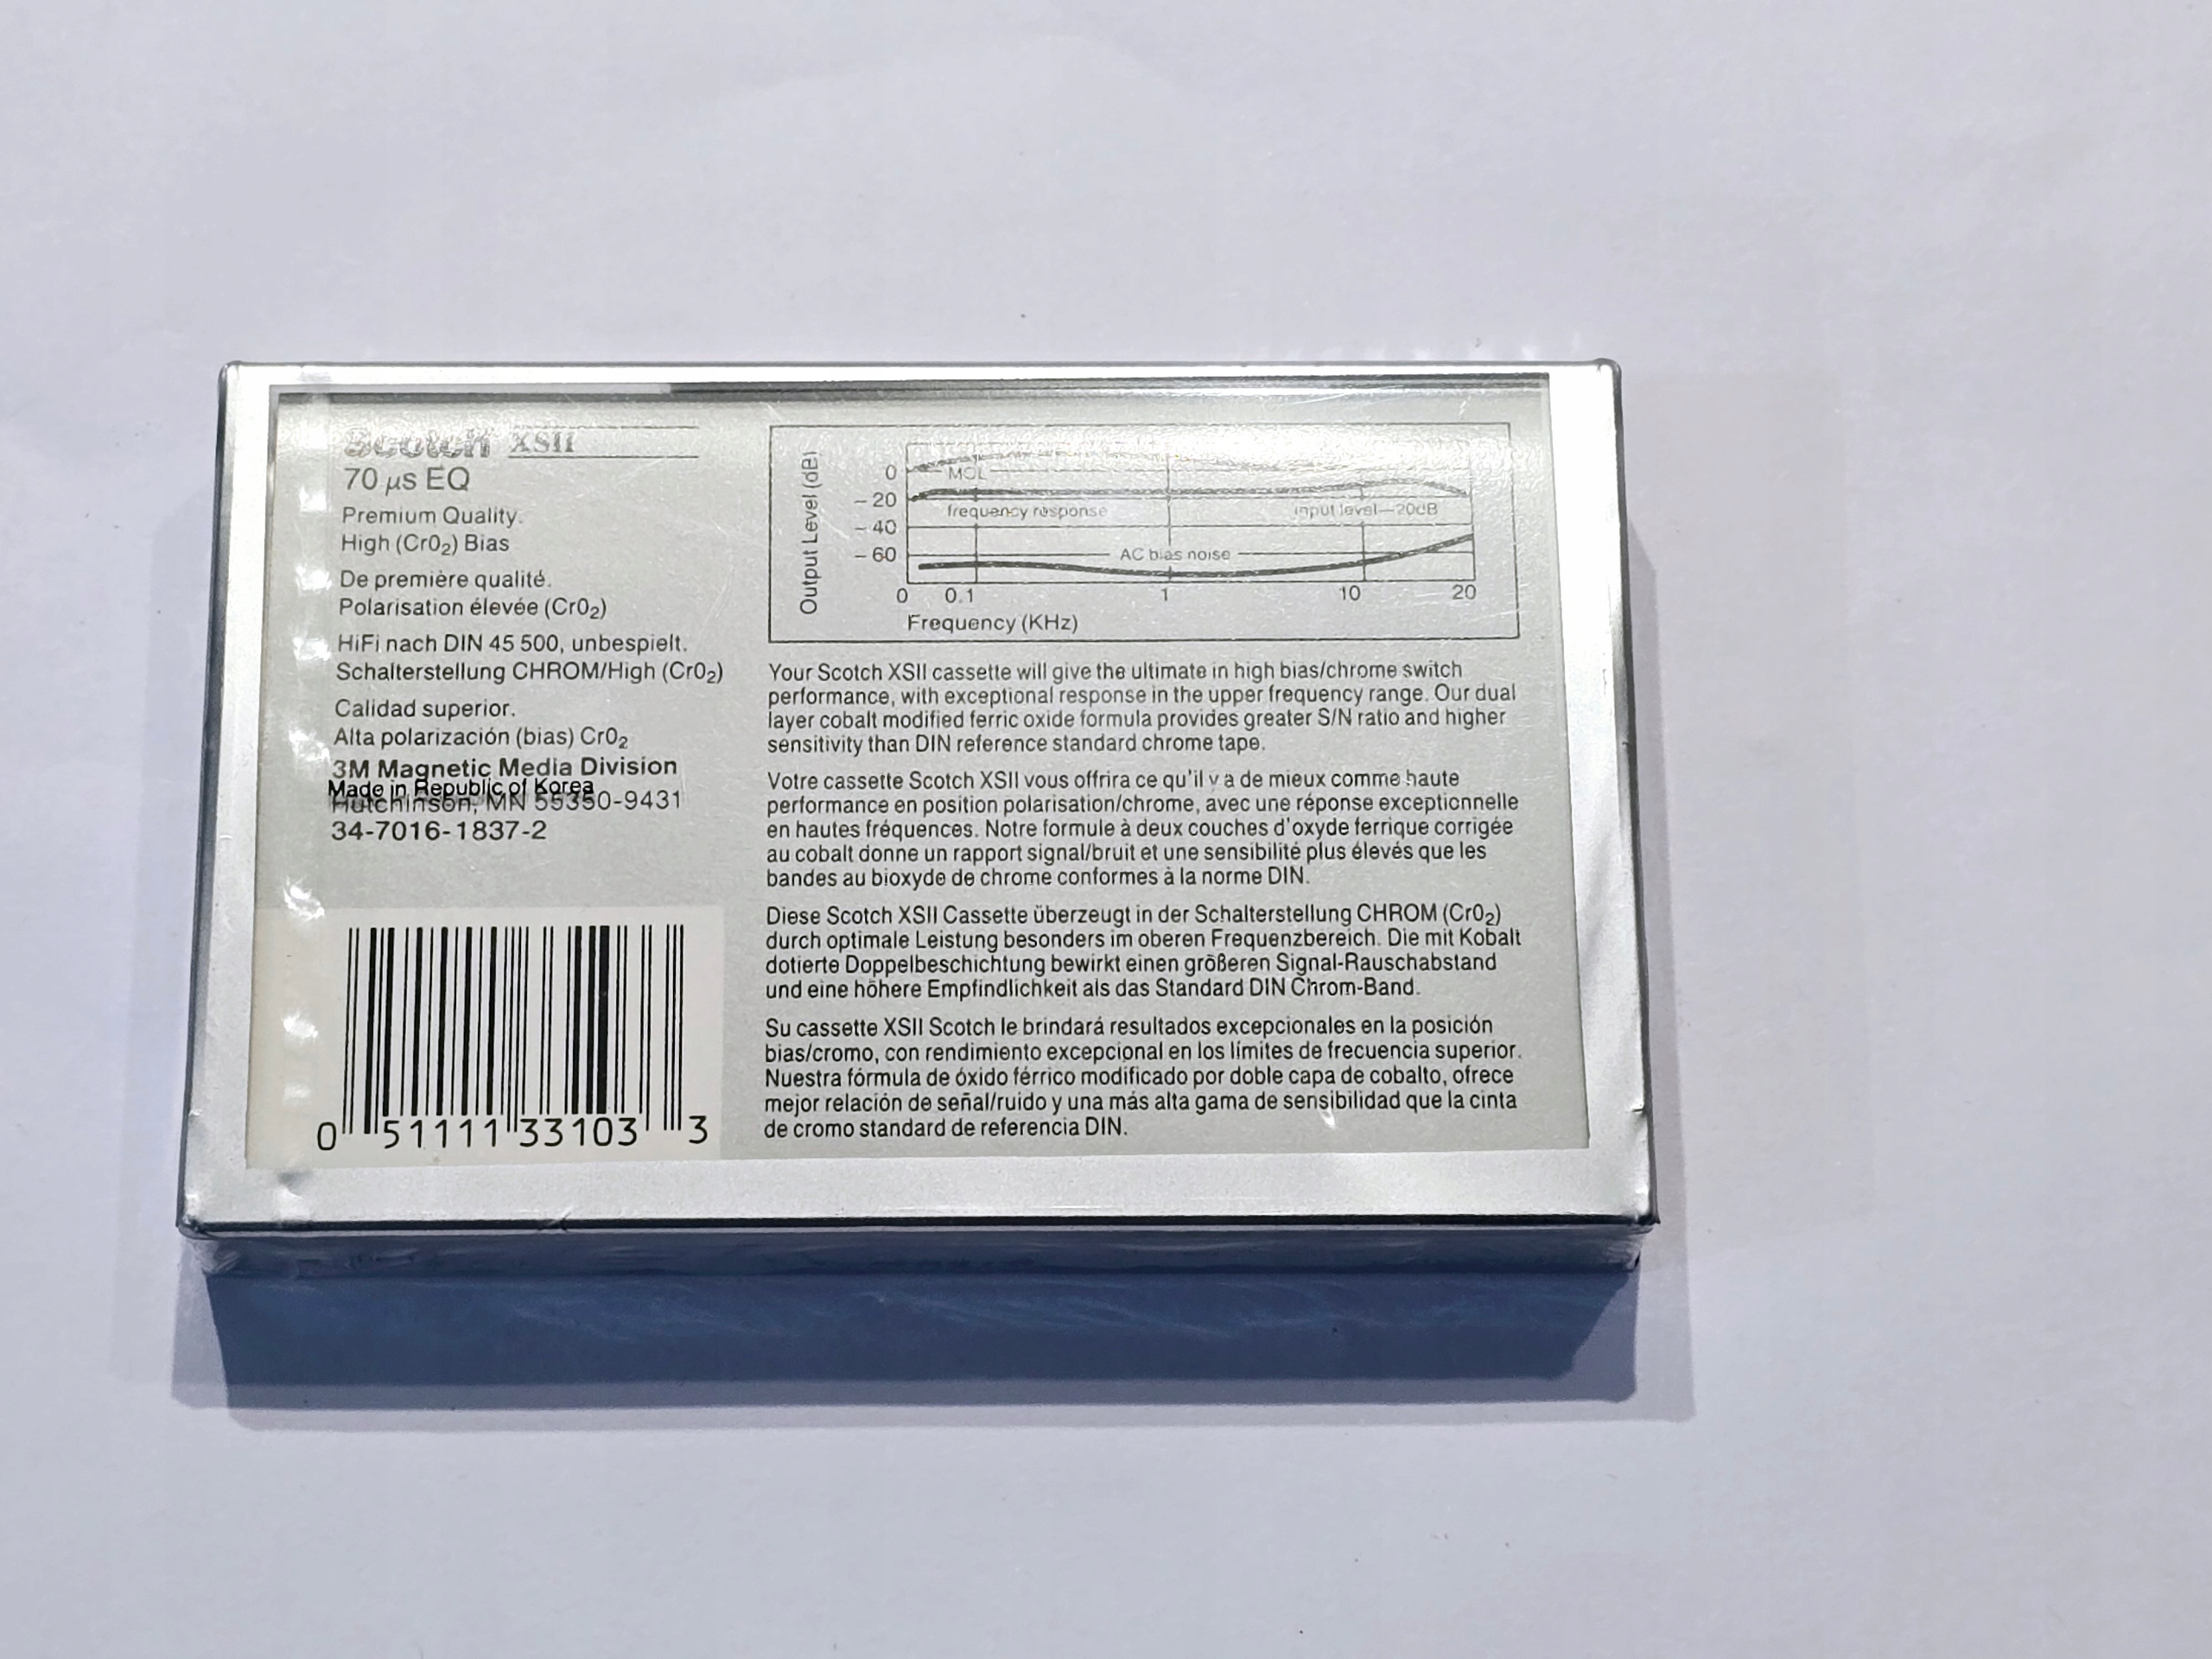 Scotch XSII
70 µs EQ
Premium Quality.
High (Cr0₂) Bias
De première qualité.
Polarisation élevée (Cr0₂)
HiFi nach DIN 45 500, unbespielt.
Schalterstellung CHROM/High (Cr0₂)
Calidad superior.
Alta polarización (bias) Cr0₂
3M Magnetic Media Division
Made in Republic of Korea
Hutchinson, MN 55350-9431
34-7016-1837-2
0 51111 33103 3
Output Level (dB)
0
MOL
– 20
frequency response input level—20dB
– 40
– 60
AC bias noise
0 0.1 1 10 20
Frequency (KHz)
Your Scotch XSII cassette will give the ultimate in high bias/chrome switch
performance, with exceptional response in the upper frequency range. Our dual
layer cobalt modified ferric oxide formula provides greater S/N ratio and higher
sensitivity than DIN reference standard chrome tape.
Votre cassette Scotch XSII vous offrira ce qu'il y a de mieux comme haute
performance en position polarisation/chrome, avec une réponse exceptionnelle
en hautes fréquences. Notre formule à deux couches d'oxyde ferrique corrigée
au cobalt donne un rapport signal/bruit et une sensibilité plus élevés que les
bandes au bioxyde de chrome conformes à la norme DIN.
Diese Scotch XSII Cassette überzeugt in der Schalterstellung CHROM (Cr0₂)
durch optimale Leistung besonders im oberen Frequenzbereich. Die mit Kobalt
dotierte Doppelbeschichtung bewirkt einen größeren Signal-Rauschabstand
und eine höhere Empfindlichkeit als das Standard DIN Chrom-Band.
Su cassette XSII Scotch le brindará resultados excepcionales en la posición
bias/cromo, con rendimiento excepcional en los límites de frecuencia superior.
Nuestra fórmula de óxido férrico modificado por doble capa de cobalto, ofrece
mejor relación de señal/ruido y una más alta gama de sensibilidad que la cinta
de cromo standard de referencia DIN.